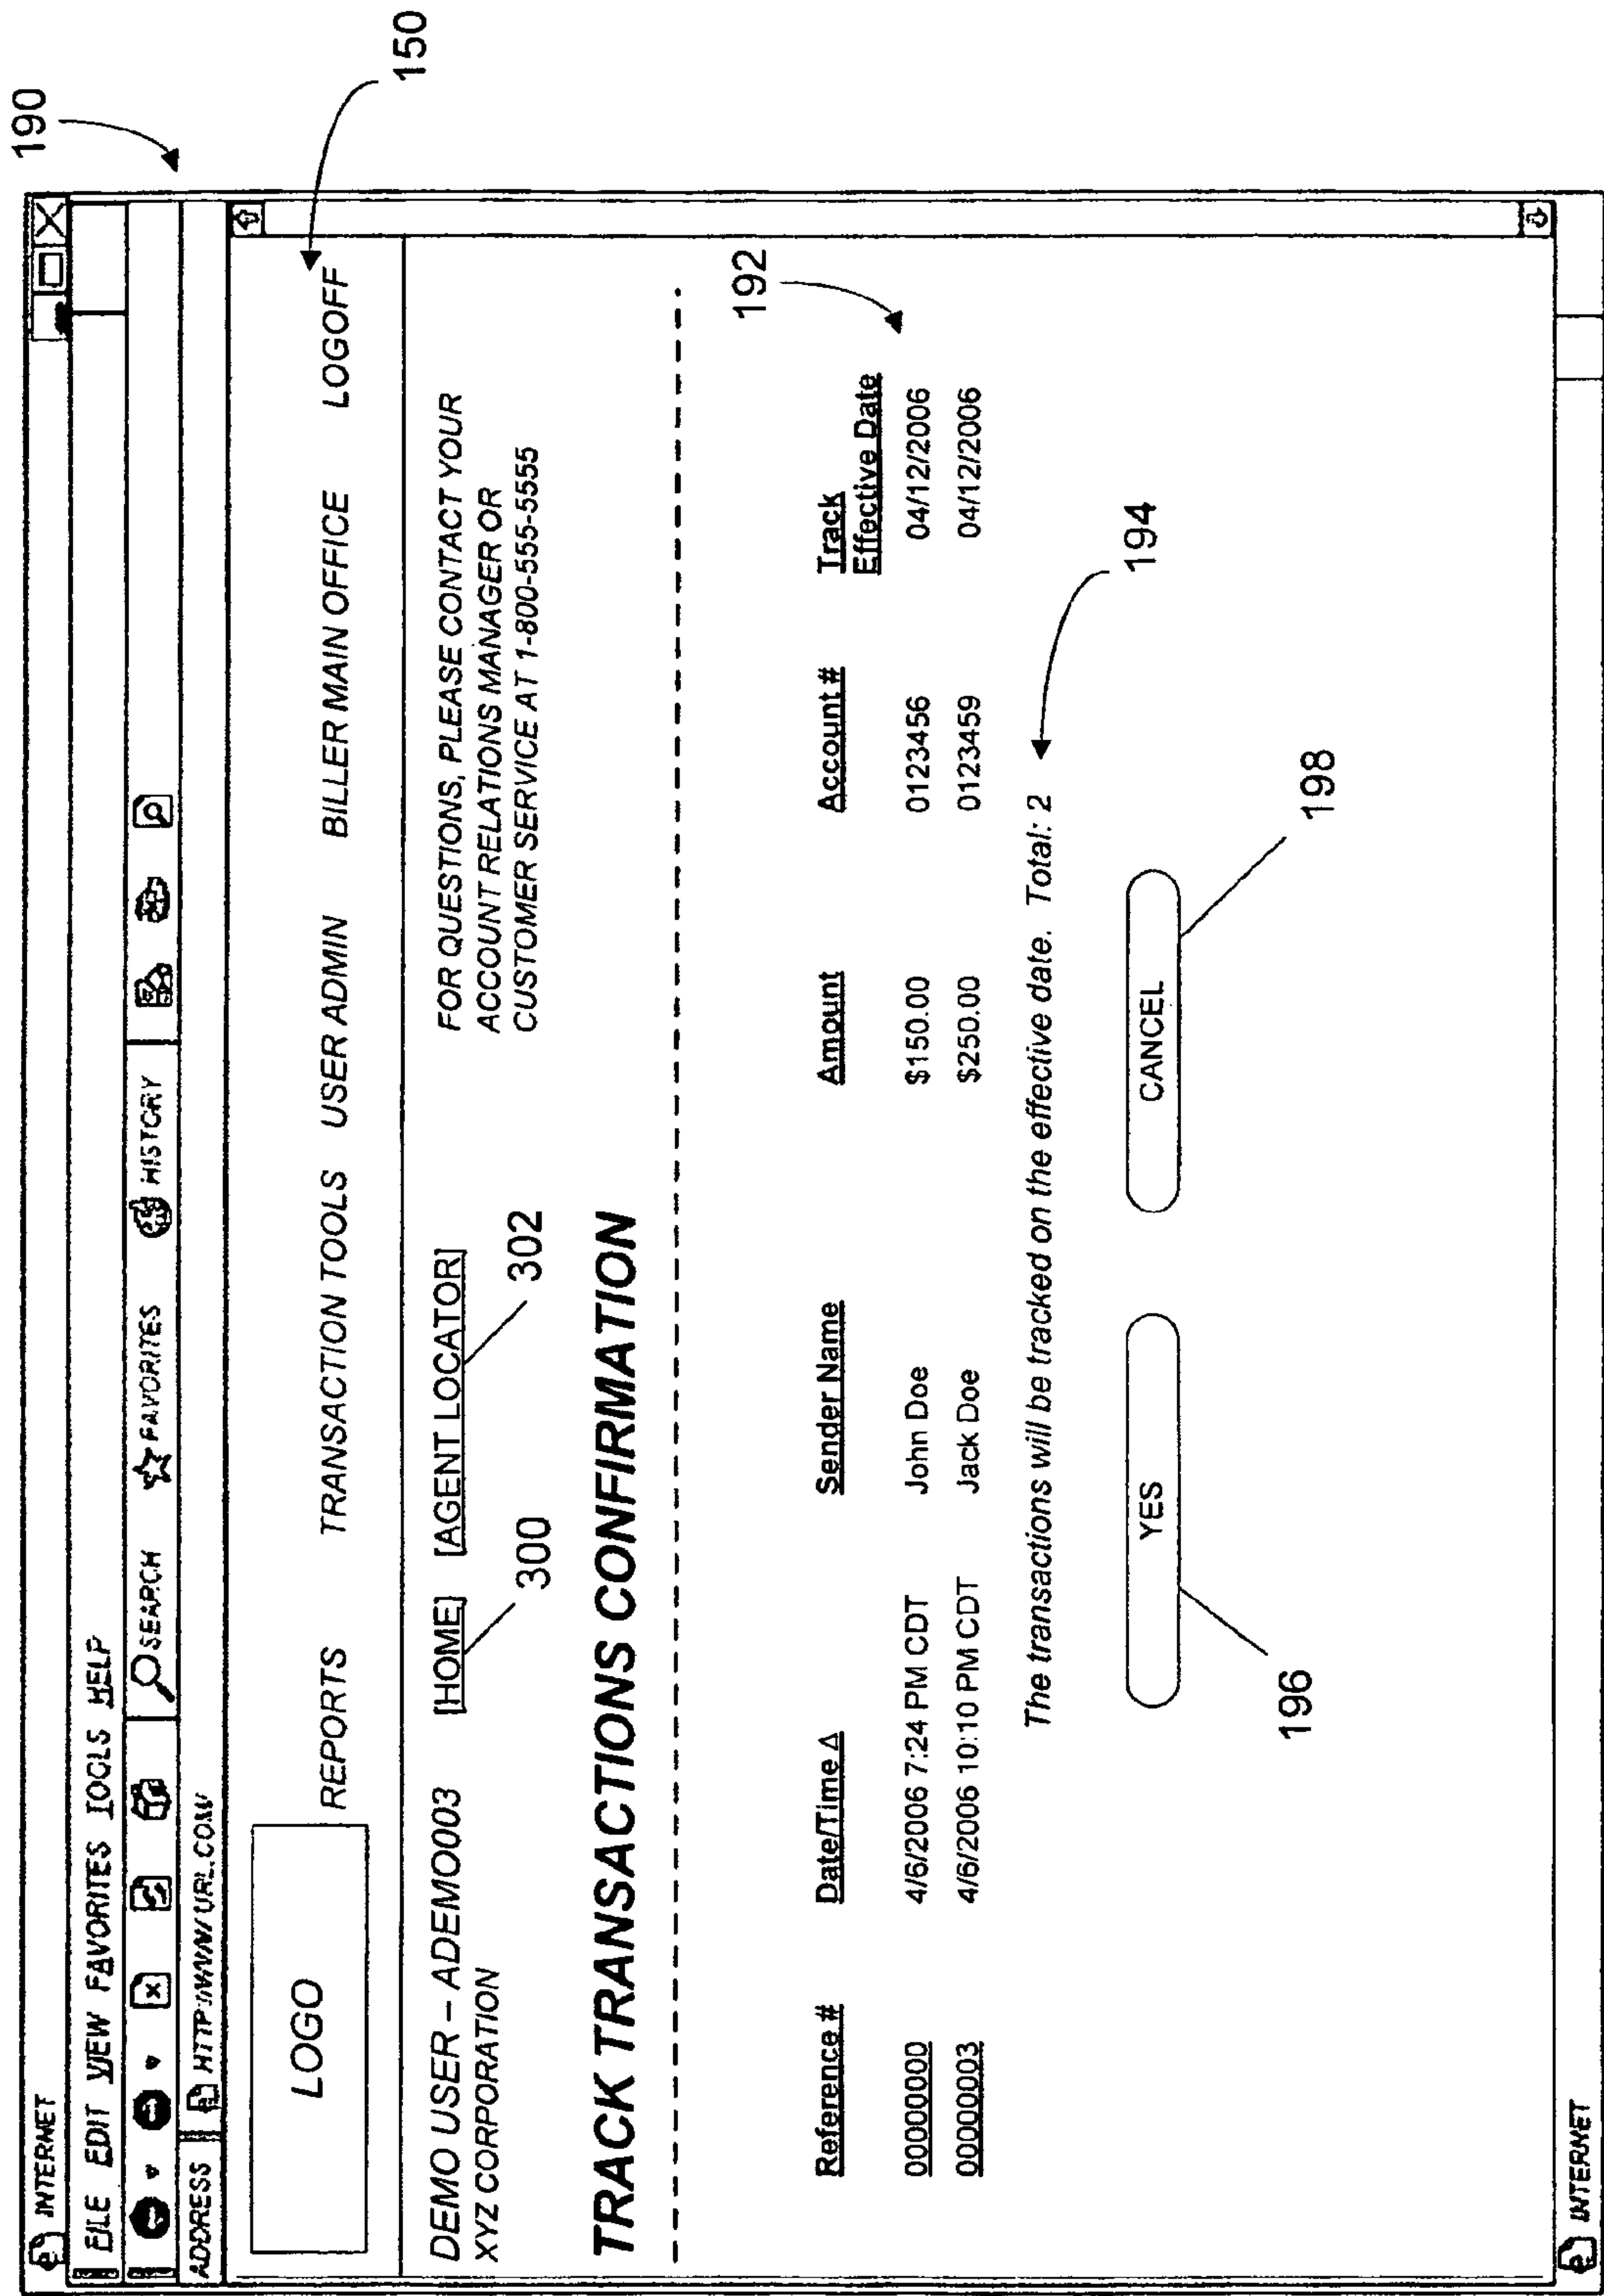 190
INTERNET
FILE EDIT VIEW FAVORITES TOOLS HELP
SEARCH FAVORITES HISTORY
ADDRESS HTTP://WWW.URL.COM
150
LOGO
REPORTS TRANSACTION TOOLS USER ADMIN BILLER MAIN OFFICE LOGOFF
DEMO USER – ADEMO003 [HOME] [AGENT LOCATOR] FOR QUESTIONS, PLEASE CONTACT YOUR
XYZ CORPORATION ACCOUNT RELATIONS MANAGER OR
300 302 CUSTOMER SERVICE AT 1-800-555-5555
TRACK TRANSACTIONS CONFIRMATION
192
Reference # Date/Time Δ Sender Name Amount Account # Track
Effective Date
00000000 4/6/2006 7:24 PM CDT John Doe $150.00 0123456 04/12/2006
00000003 4/6/2006 10:10 PM CDT Jack Doe $250.00 0123459 04/12/2006
The transactions will be tracked on the effective date. Total: 2
194
YES CANCEL
196 198
INTERNET